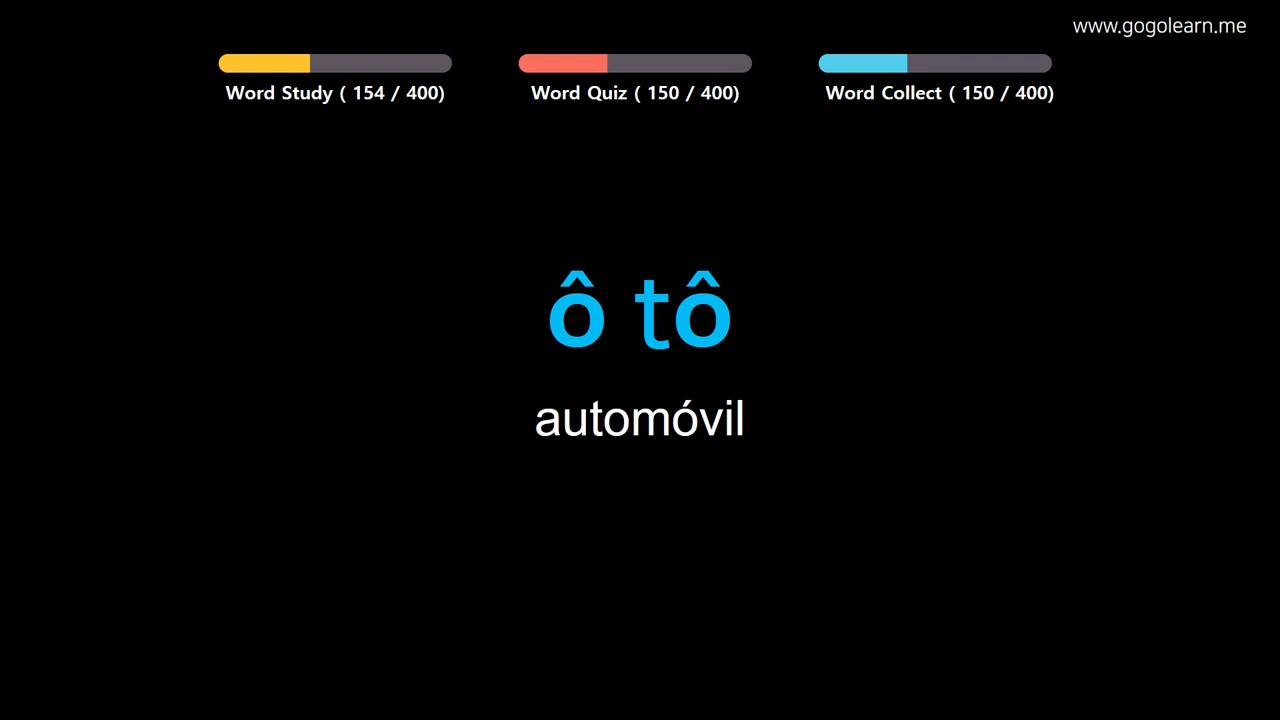 www.gogolearn.me
Word Study ( 154 / 400)
Word Quiz ( 150 / 400)
Word Collect ( 150 / 400)
ô tô
automóvil